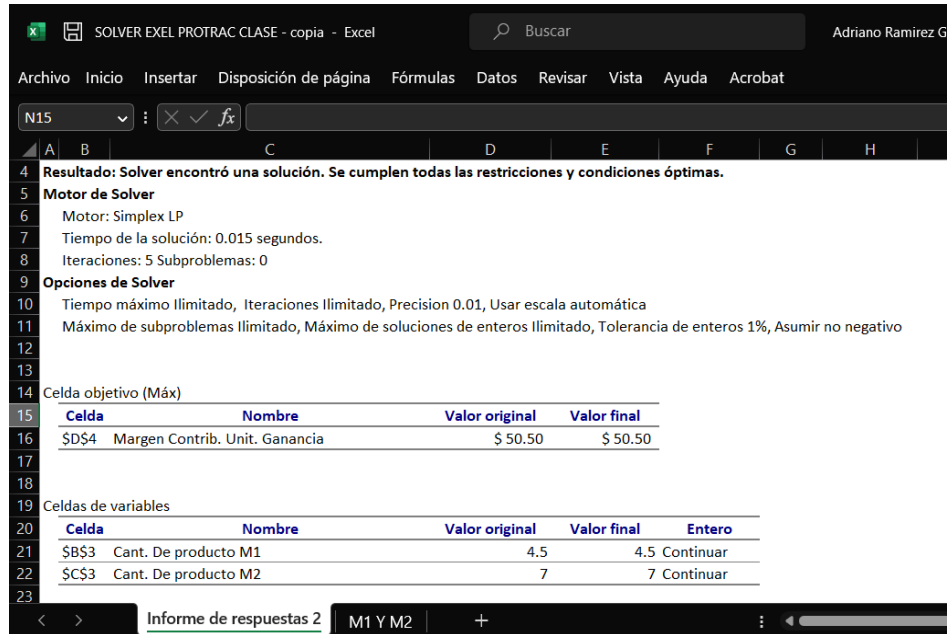 SOLVER EXEL PROTRAC CLASE - copia - Excel Buscar Adriano Ramirez G
Archivo Inicio Insertar Disposición de página Fórmulas Datos Revisar Vista Ayuda Acrobat
N15 fx
A B C D E F G H
4 Resultado: Solver encontró una solución. Se cumplen todas las restricciones y condiciones óptimas.
5 Motor de Solver
6 Motor: Simplex LP
7 Tiempo de la solución: 0.015 segundos.
8 Iteraciones: 5 Subproblemas: 0
9 Opciones de Solver
10 Tiempo máximo Ilimitado, Iteraciones Ilimitado, Precision 0.01, Usar escala automática
11 Máximo de subproblemas Ilimitado, Máximo de soluciones de enteros Ilimitado, Tolerancia de enteros 1%, Asumir no negativo
12
13
14 Celda objetivo (Máx)
15 Celda Nombre Valor original Valor final
16 $D$4 Margen Contrib. Unit. Ganancia $ 50.50 $ 50.50
17
18
19 Celdas de variables
20 Celda Nombre Valor original Valor final Entero
21 $B$3 Cant. De producto M1 4.5 4.5 Continuar
22 $C$3 Cant. De producto M2 7 7 Continuar
23
Informe de respuestas 2 M1 Y M2 +